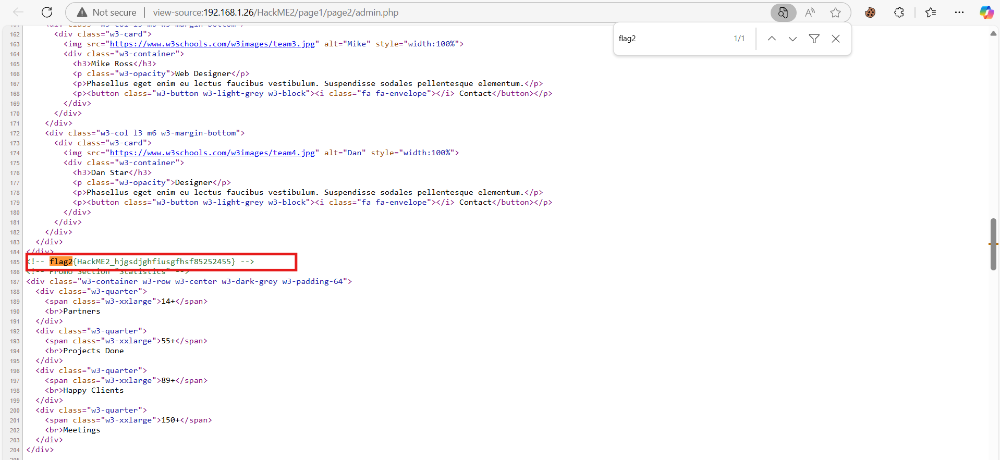 Not secure view-source:192.168.1.26/HackME2/page1/page2/admin.php
flag2 1/1
162 <div class="w3-card">
163 <img src="https://www.w3schools.com/w3images/team3.jpg" alt="Mike" style="width:100%">
164 <div class="w3-container">
165 <h3>Mike Ross</h3>
166 <p class="w3-opacity">Web Designer</p>
167 <p>Phasellus eget enim eu lectus faucibus vestibulum. Suspendisse sodales pellentesque elementum.</p>
168 <p><button class="w3-button w3-light-grey w3-block"><i class="fa fa-envelope"></i> Contact</button></p>
169 </div>
170 </div>
171 </div>
172 <div class="w3-col l3 m6 w3-margin-bottom">
173 <div class="w3-card">
174 <img src="https://www.w3schools.com/w3images/team4.jpg" alt="Dan" style="width:100%">
175 <div class="w3-container">
176 <h3>Dan Star</h3>
177 <p class="w3-opacity">Designer</p>
178 <p>Phasellus eget enim eu lectus faucibus vestibulum. Suspendisse sodales pellentesque elementum.</p>
179 <p><button class="w3-button w3-light-grey w3-block"><i class="fa fa-envelope"></i> Contact</button></p>
180 </div>
181 </div>
182 </div>
183 </div>
184 </div>
185 <!-- flag2{HackME2_hjgsdjghfiusgfhsf85252455} -->
186 <!-- Promo Section "Statistics" -->
187 <div class="w3-container w3-row w3-center w3-dark-grey w3-padding-64">
188 <div class="w3-quarter">
189 <span class="w3-xxlarge">14+</span>
190 <br>Partners
191 </div>
192 <div class="w3-quarter">
193 <span class="w3-xxlarge">55+</span>
194 <br>Projects Done
195 </div>
196 <div class="w3-quarter">
197 <span class="w3-xxlarge">89+</span>
198 <br>Happy Clients
199 </div>
200 <div class="w3-quarter">
201 <span class="w3-xxlarge">150+</span>
202 <br>Meetings
203 </div>
204 </div>